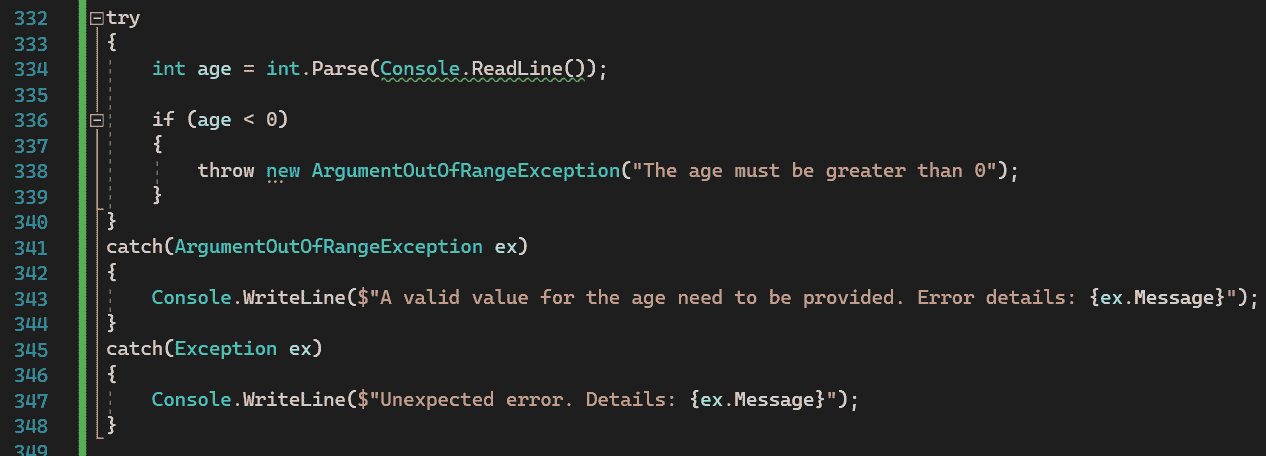 332 try
333 {
334     int age = int.Parse(Console.ReadLine());
335
336     if (age < 0)
337     {
338         throw new ArgumentOutOfRangeException("The age must be greater than 0");
339     }
340 }
341 catch(ArgumentOutOfRangeException ex)
342 {
343     Console.WriteLine($"A valid value for the age need to be provided. Error details: {ex.Message}");
344 }
345 catch(Exception ex)
346 {
347     Console.WriteLine($"Unexpected error. Details: {ex.Message}");
348 }
349